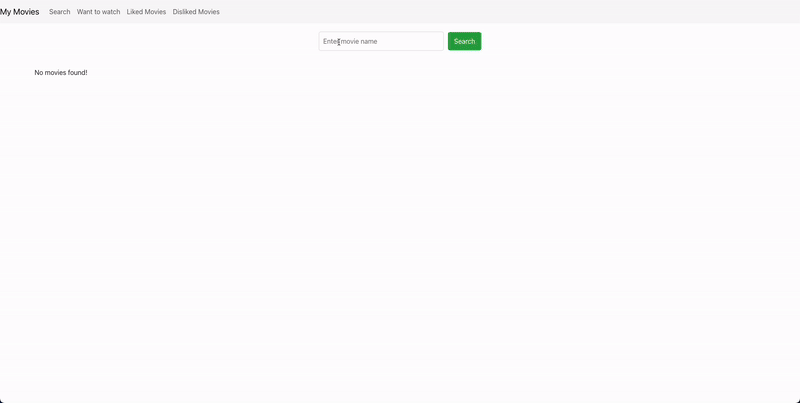 My Movies Search Want to watch Liked Movies Disliked Movies
Enter movie name Search
No movies found!